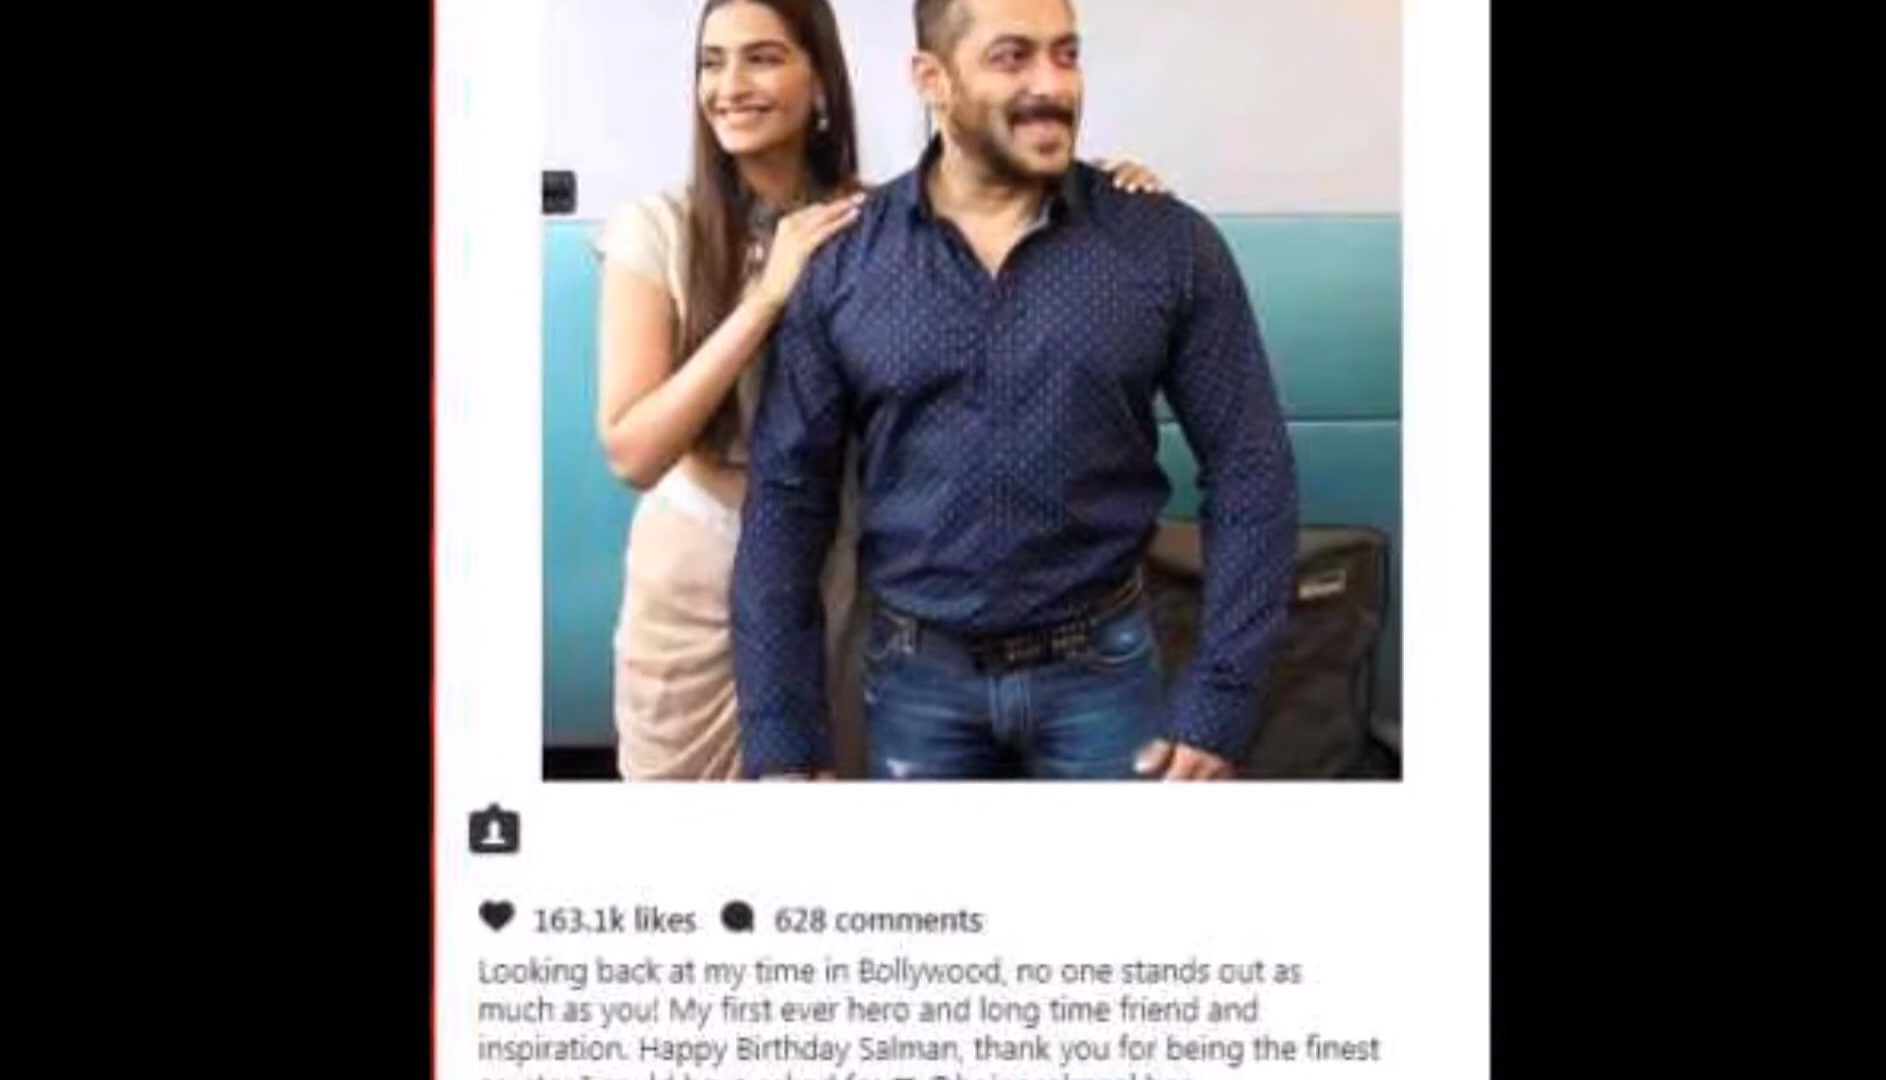 163.1k likes 628 comments
Looking back at my time in Bollywood, no one stands out as
much as you! My first ever hero and long time friend and
inspiration. Happy Birthday Salman, thank you for being the finest